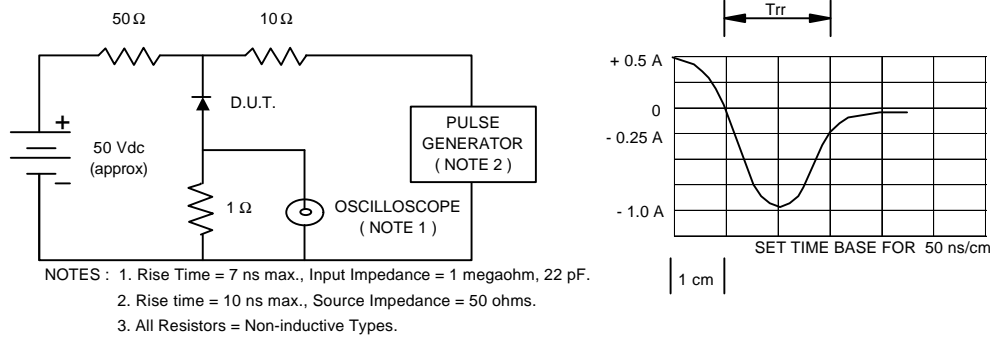 50 Ω
10 Ω
D.U.T.
+
50 Vdc
(approx)
−
1 Ω
OSCILLOSCOPE
( NOTE 1 )
PULSE
GENERATOR
( NOTE 2 )
Trr
+ 0.5 A
0
- 0.25 A
- 1.0 A
SET TIME BASE FOR 50 ns/cm
1 cm
NOTES : 1. Rise Time = 7 ns max., Input Impedance = 1 megaohm, 22 pF.
2. Rise time = 10 ns max., Source Impedance = 50 ohms.
3. All Resistors = Non-inductive Types.